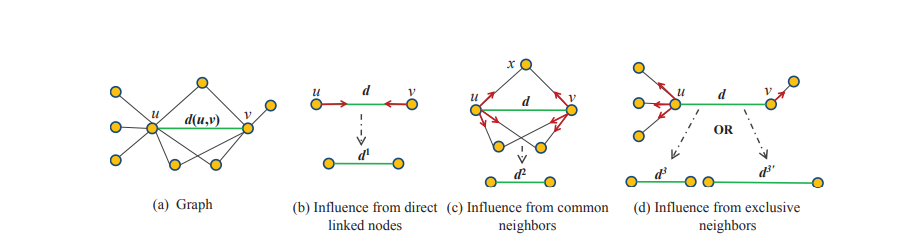 u
d(u,v)
v
(a) Graph
u
d
v
d¹
(b) Influence from direct
linked nodes
x
u
d
v
d²
(c) Influence from common
neighbors
u
d
v
OR
d³
d³'
(d) Influence from exclusive
neighbors